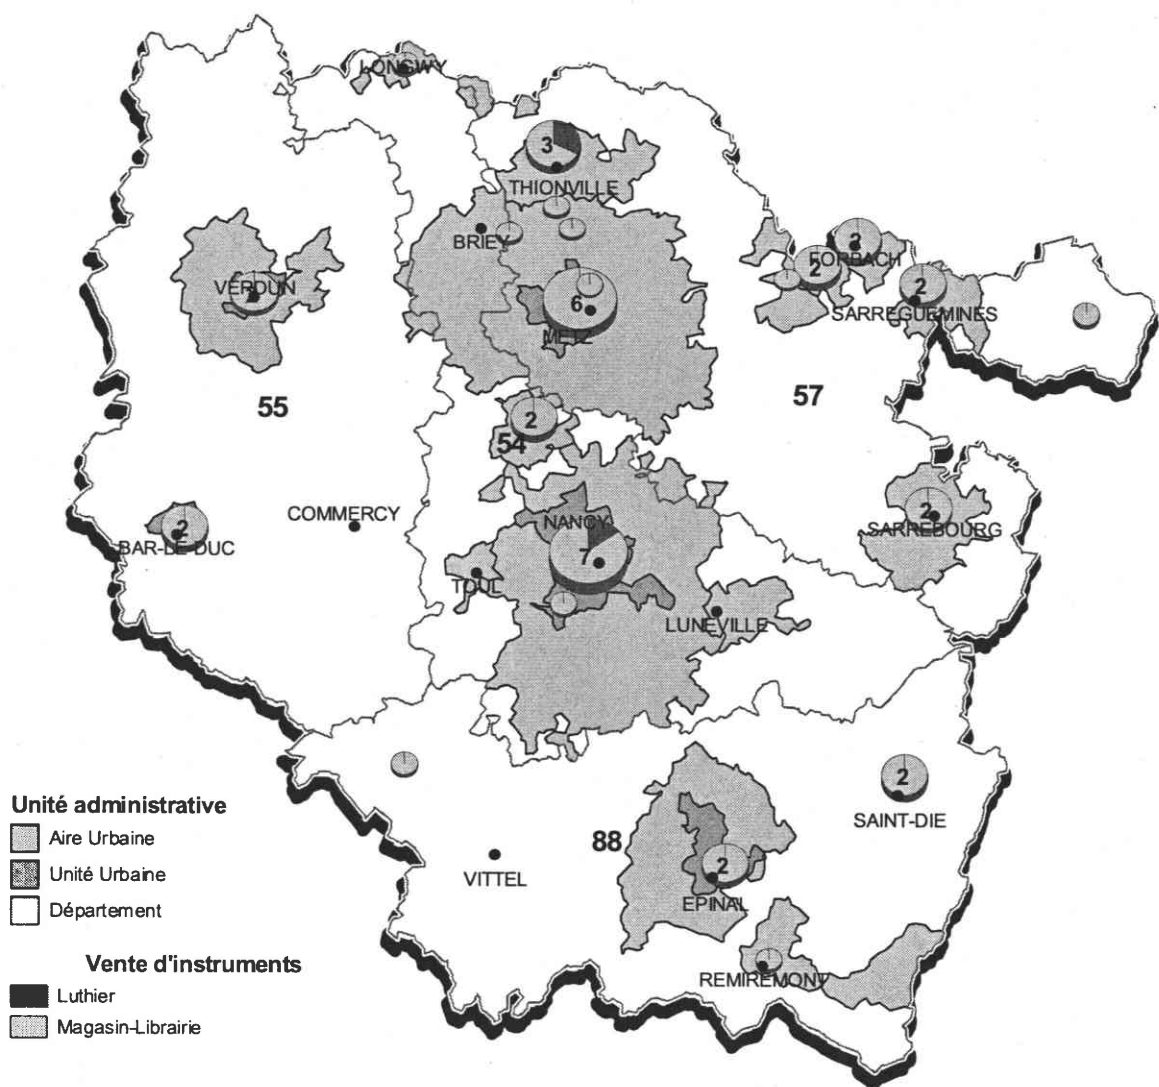 LONGWY
3
THIONVILLE
BRIEY
2
FORBACH
2
VERDUN
2
2
SARREGUEMINES
6
METZ
55
57
2
54
COMMERCY
NANCY
2
BAR-LE-DUC
2
SARREBOURG
7
TOUL
LUNEVILLE
2
SAINT-DIE
88
2
VITTEL
EPINAL
REMIREMONT
Unité administrative
Aire Urbaine
Unité Urbaine
Département
Vente d'instruments
Luthier
Magasin-Librairie